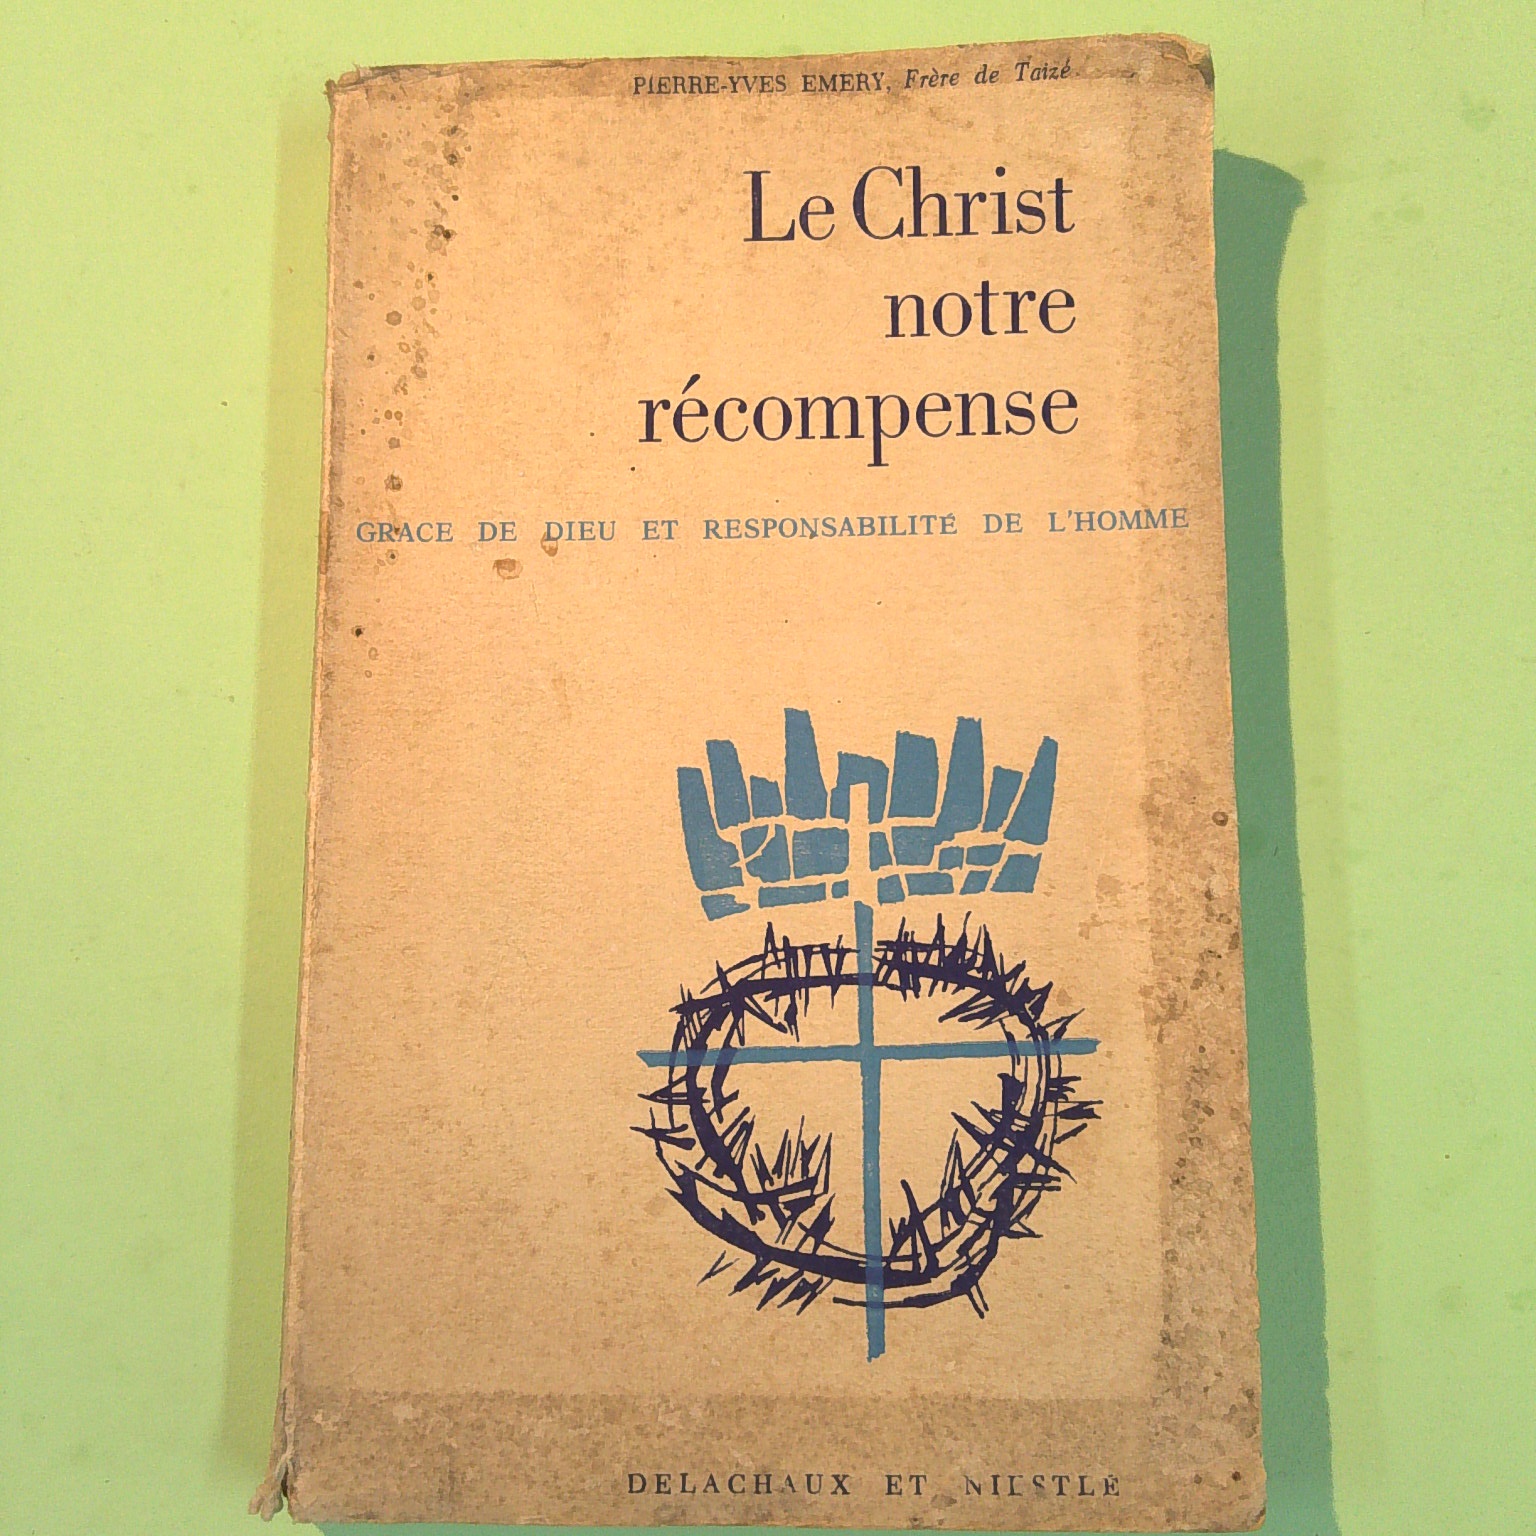 PIERRE-YVES EMERY, Frère de Taizé
Le Christ
notre
récompense
GRACE DE DIEU ET RESPONSABILITÉ DE L'HOMME
DELACHAUX ET NIESTLÉ